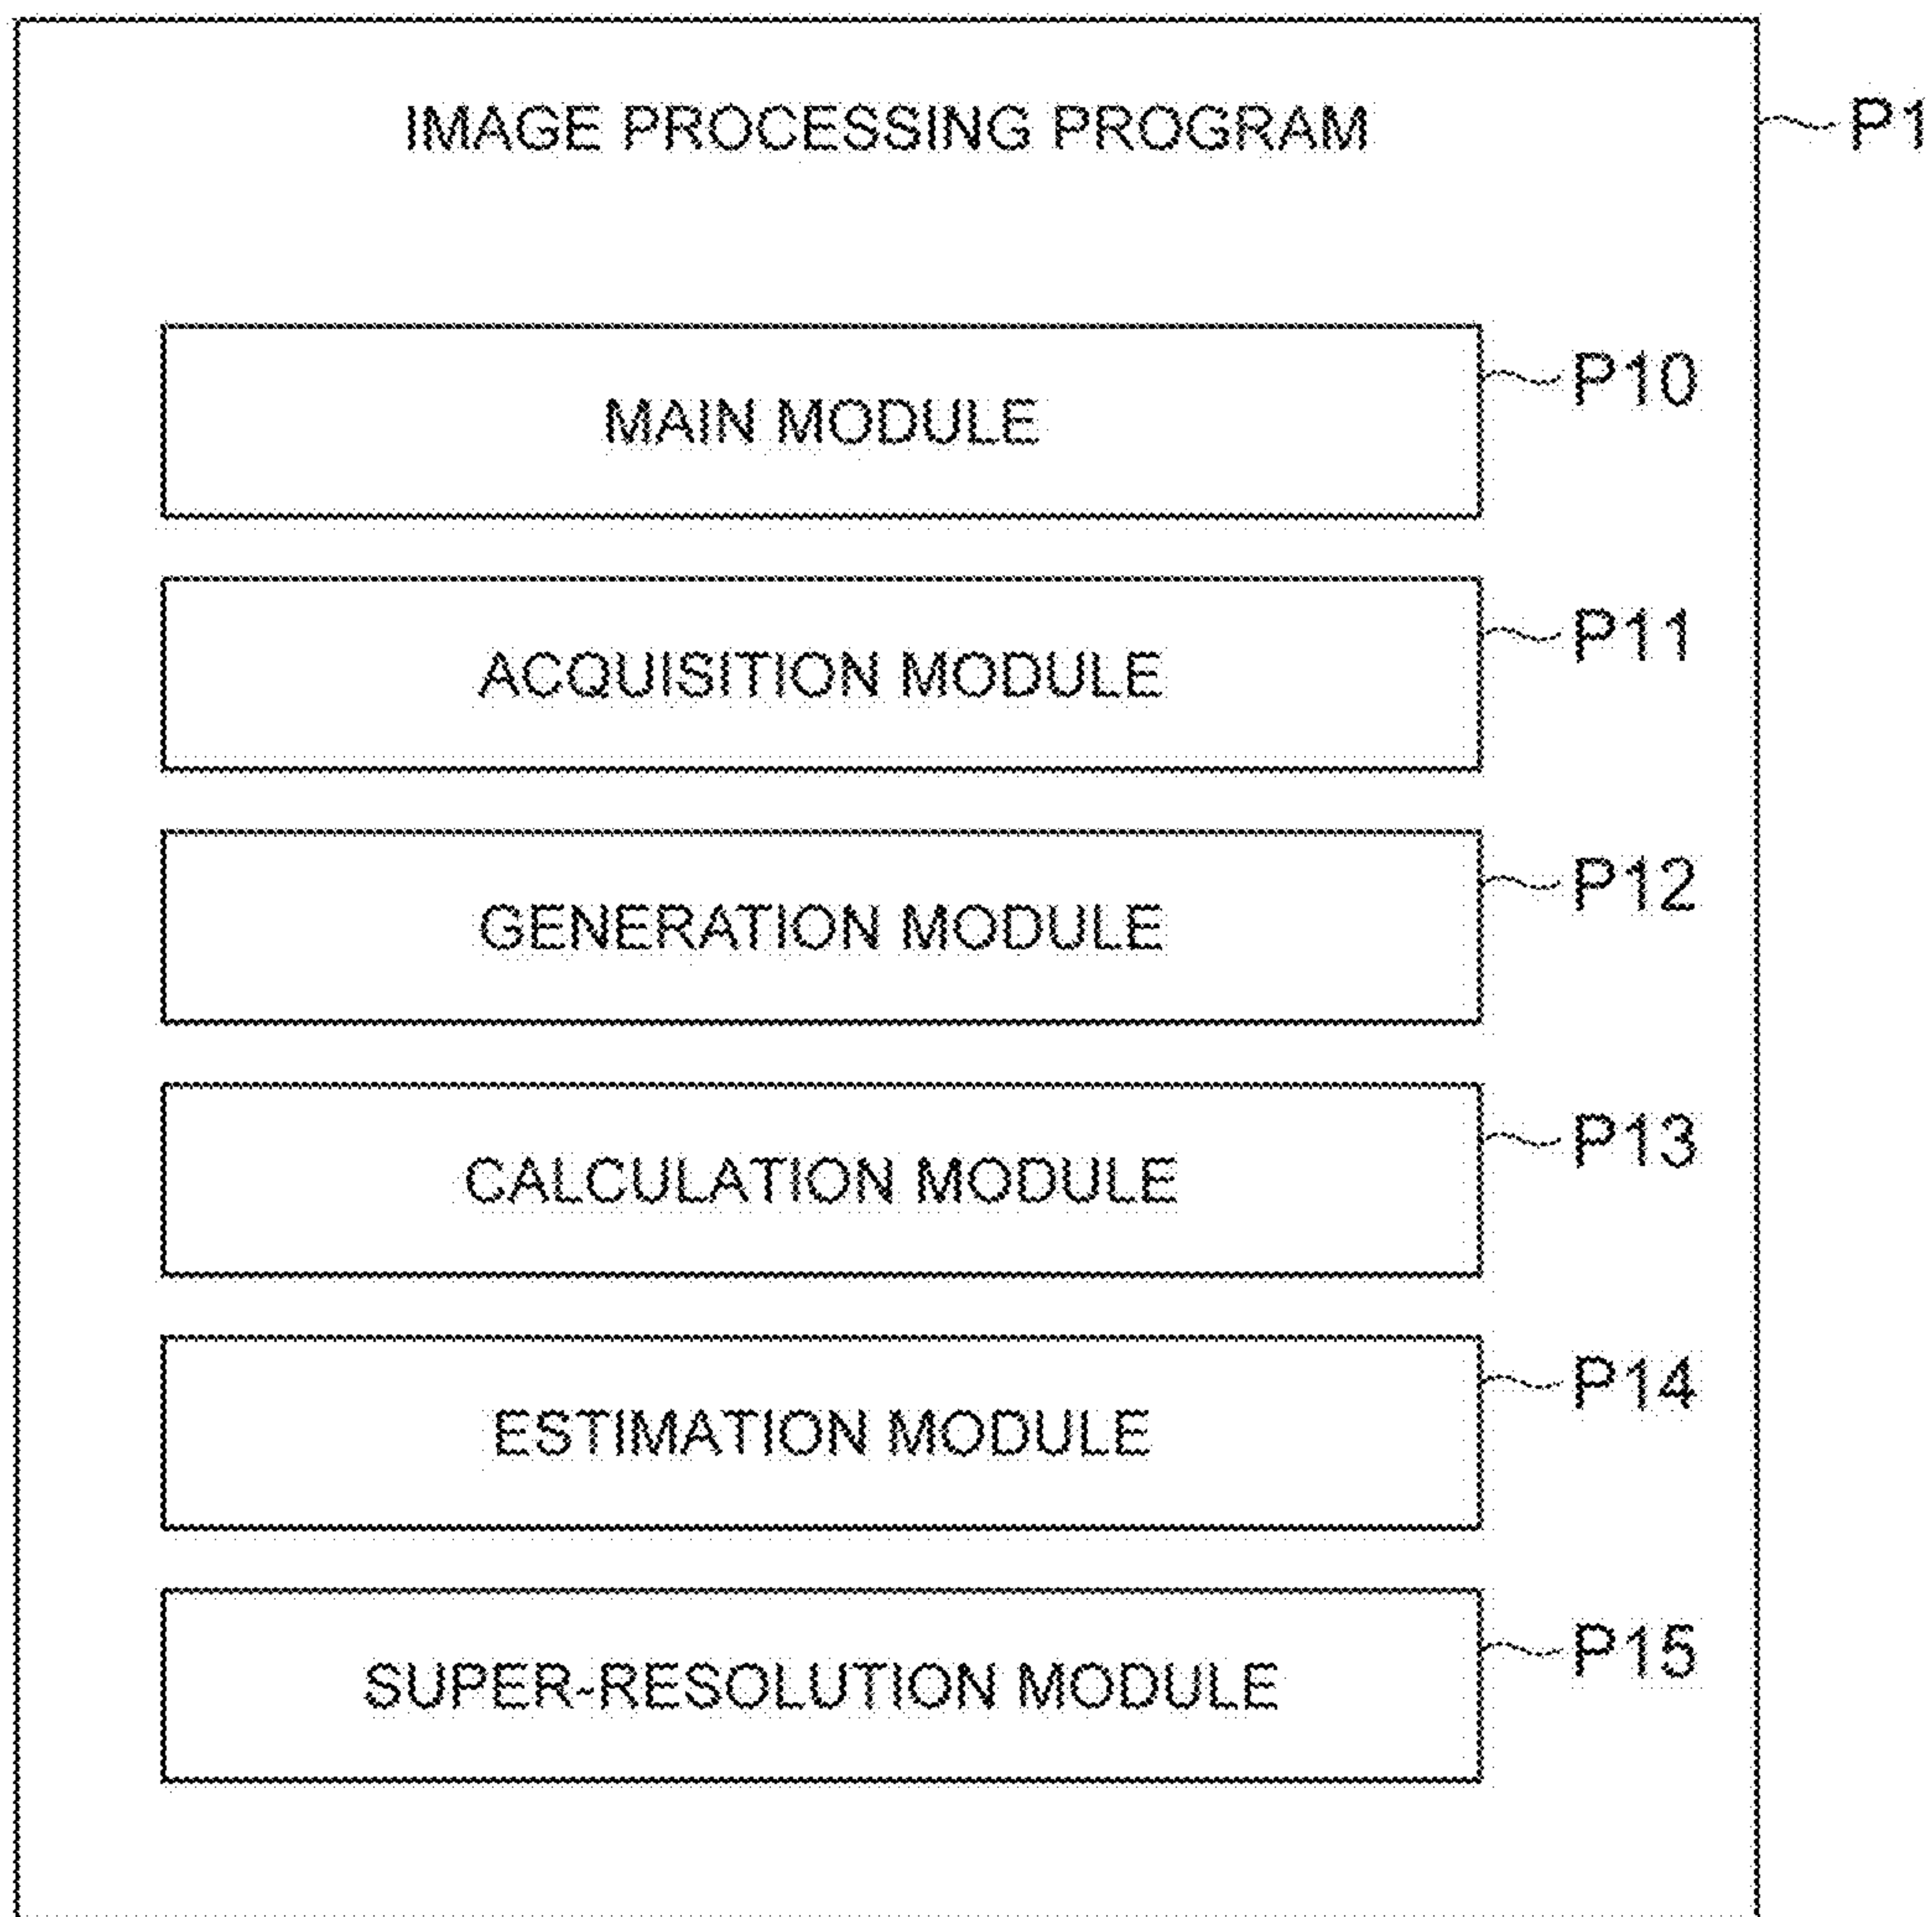 IMAGE PROCESSING PROGRAM P1
MAIN MODULE P10
ACQUISITION MODULE P11
GENERATION MODULE P12
CALCULATION MODULE P13
ESTIMATION MODULE P14
SUPER-RESOLUTION MODULE P15